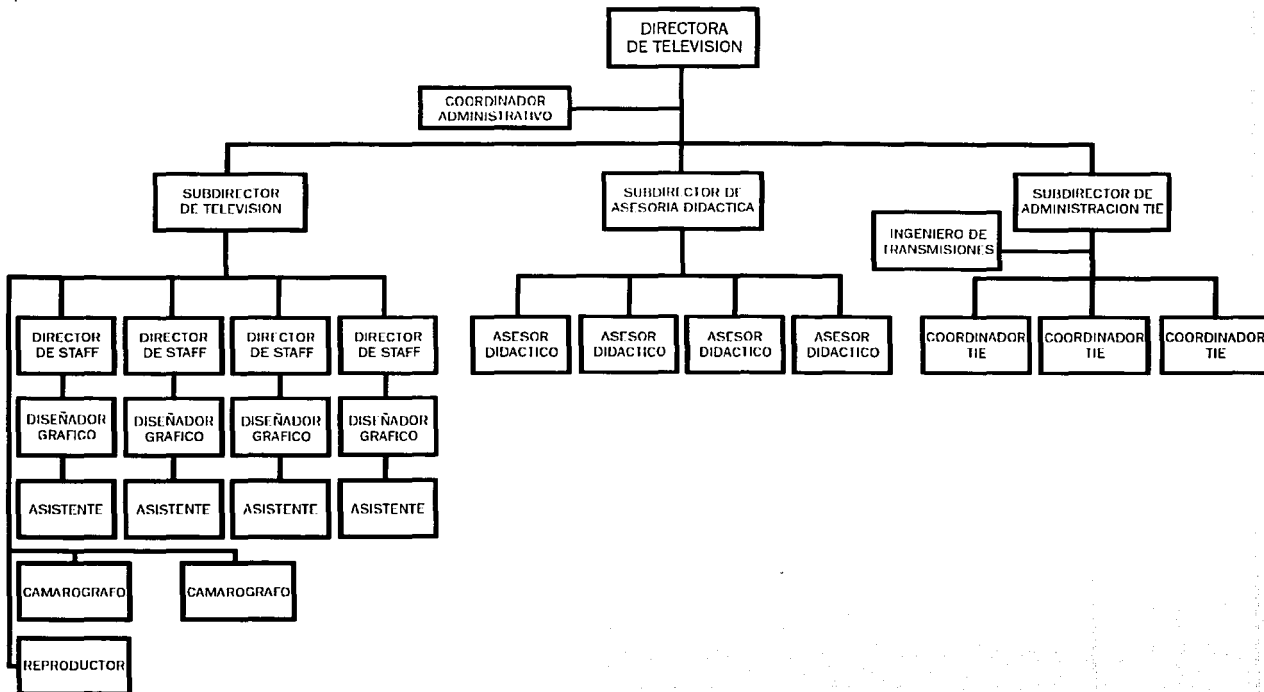 DIRECTORA
DE TELEVISION
COORDINADOR
ADMINISTRATIVO
SUBDIRECTOR
DE TELEVISION
SUBDIRECTOR DE
ASESORIA DIDACTICA
SUBDIRECTOR DE
ADMINISTRACION TIE
INGENIERO DE
TRANSMISIONES
DIRECTOR
DE STAFF
DIRECTOR
DE STAFF
DIRECTOR
DE STAFF
DIRECTOR
DE STAFF
ASESOR
DIDACTICO
ASESOR
DIDACTICO
ASESOR
DIDACTICO
ASESOR
DIDACTICO
COORDINADOR
TIE
COORDINADOR
TIE
COORDINADOR
TIE
DISEÑADOR
GRAFICO
DISEÑADOR
GRAFICO
DISEÑADOR
GRAFICO
DISEÑADOR
GRAFICO
ASISTENTE
ASISTENTE
ASISTENTE
ASISTENTE
CAMAROGRAFO
CAMAROGRAFO
REPRODUCTOR